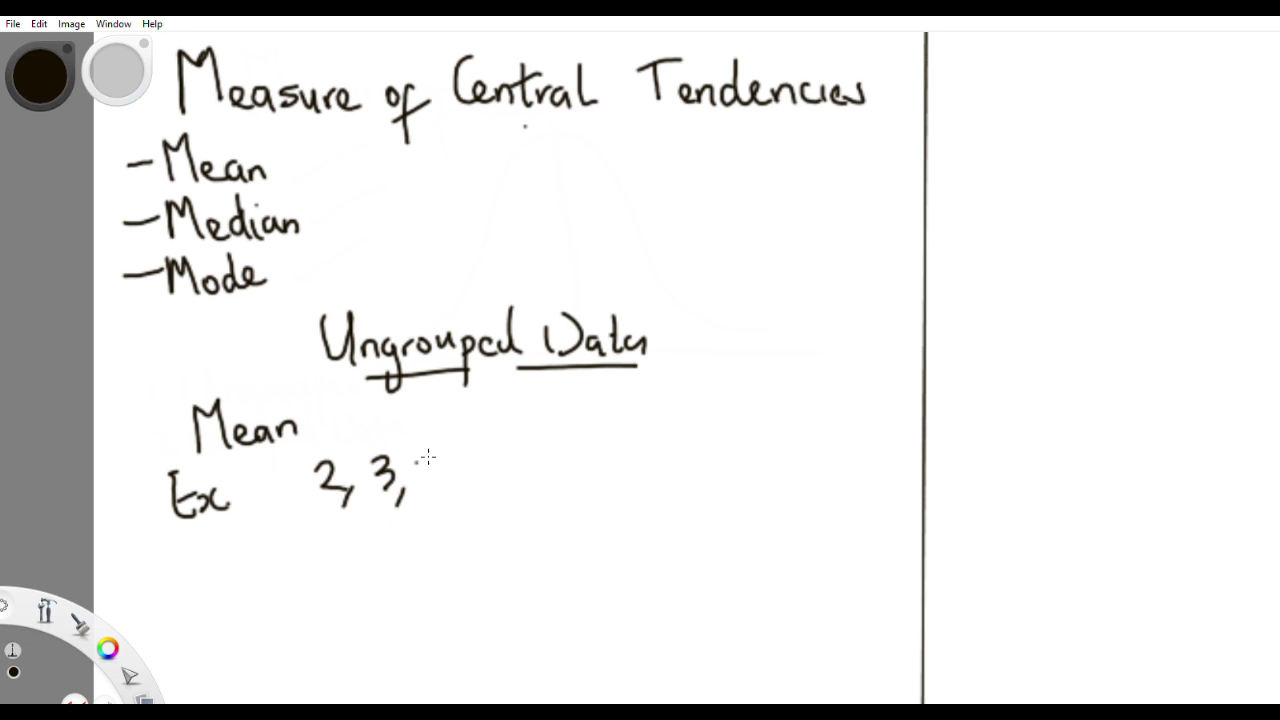 File Edit Image Window Help
Measure of Central Tendencies
- Mean
- Median
- Mode
Ungrouped Data
Mean
Ex 2, 3,